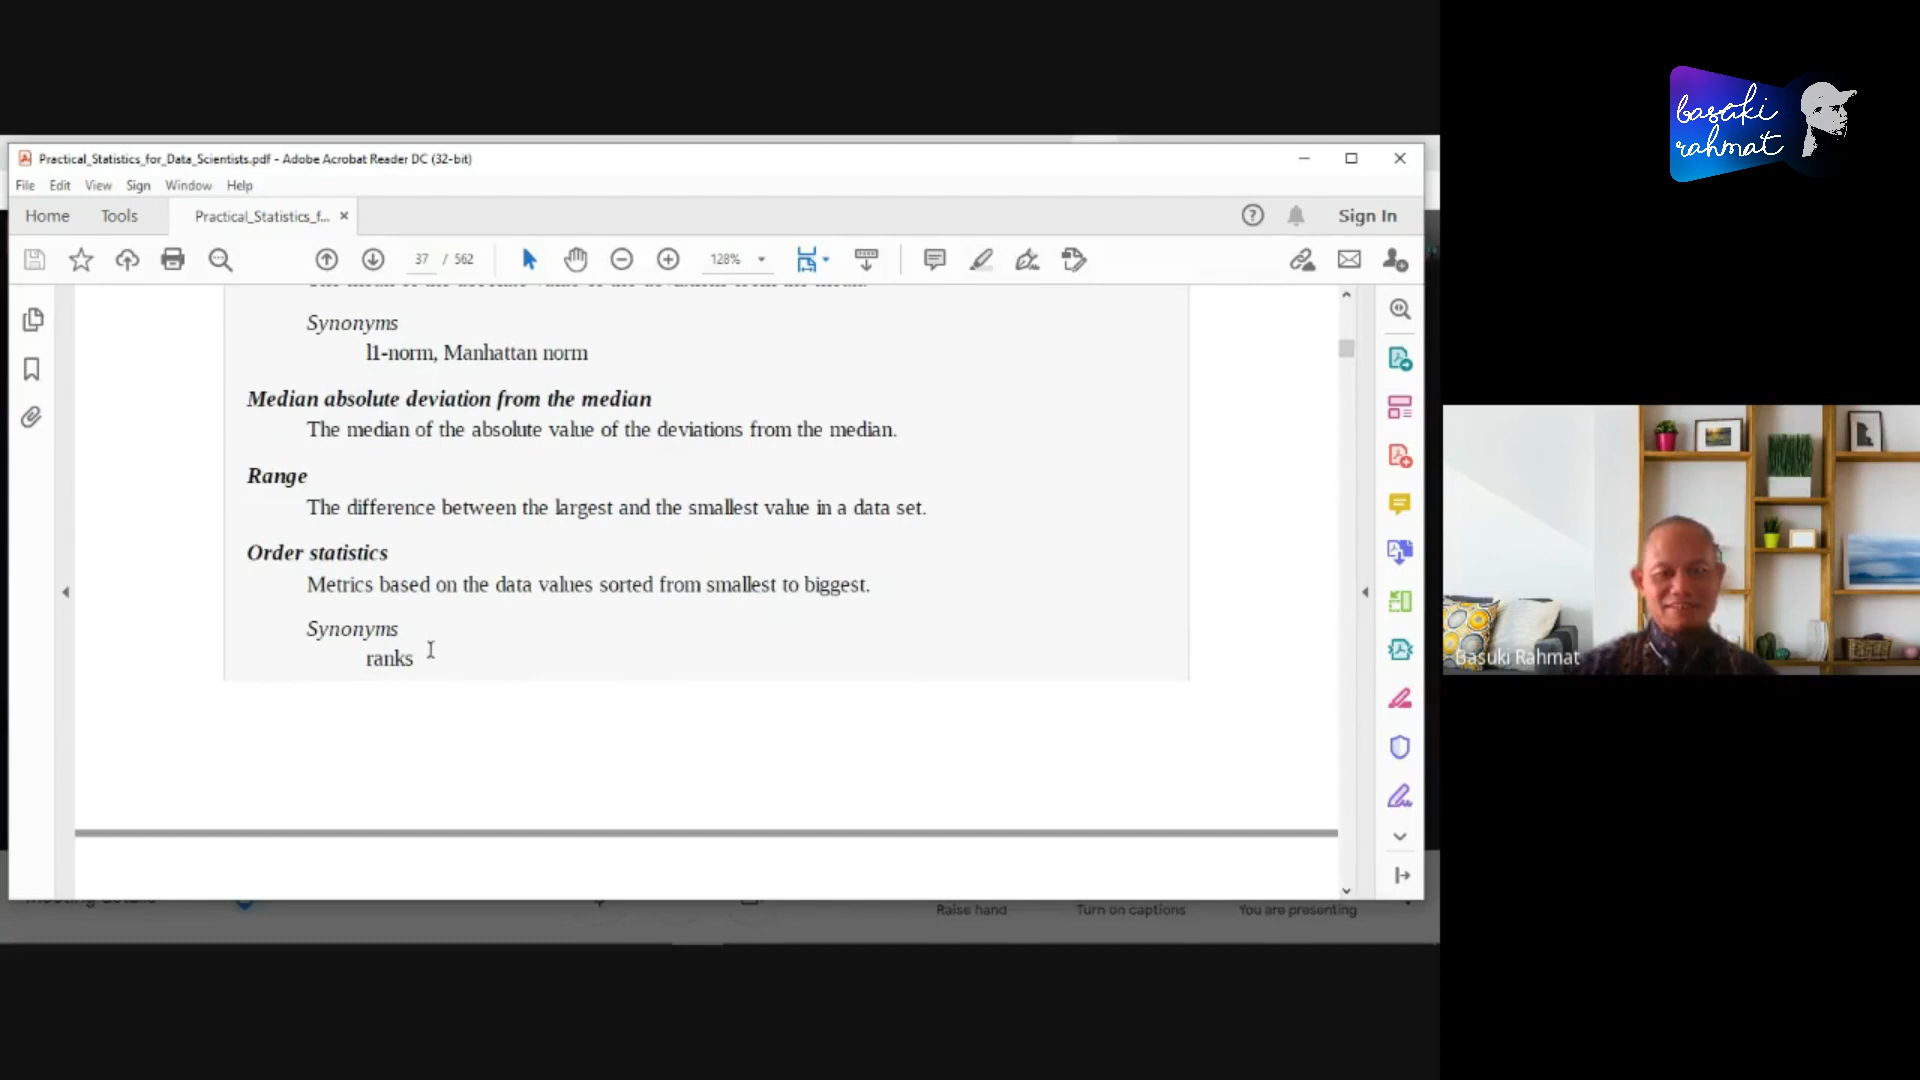 basuki
rahmat
Practical_Statistics_for_Data_Scientists.pdf - Adobe Acrobat Reader DC (32-bit)
File Edit View Sign Window Help
Home Tools Practical_Statistics_f... Sign In
37 / 562 128%
Synonyms
l1-norm, Manhattan norm
Median absolute deviation from the median
The median of the absolute value of the deviations from the median.
Range
The difference between the largest and the smallest value in a data set.
Order statistics
Metrics based on the data values sorted from smallest to biggest.
Synonyms
ranks
Basuki Rahmat
Raise hand Turn on captions You are presenting